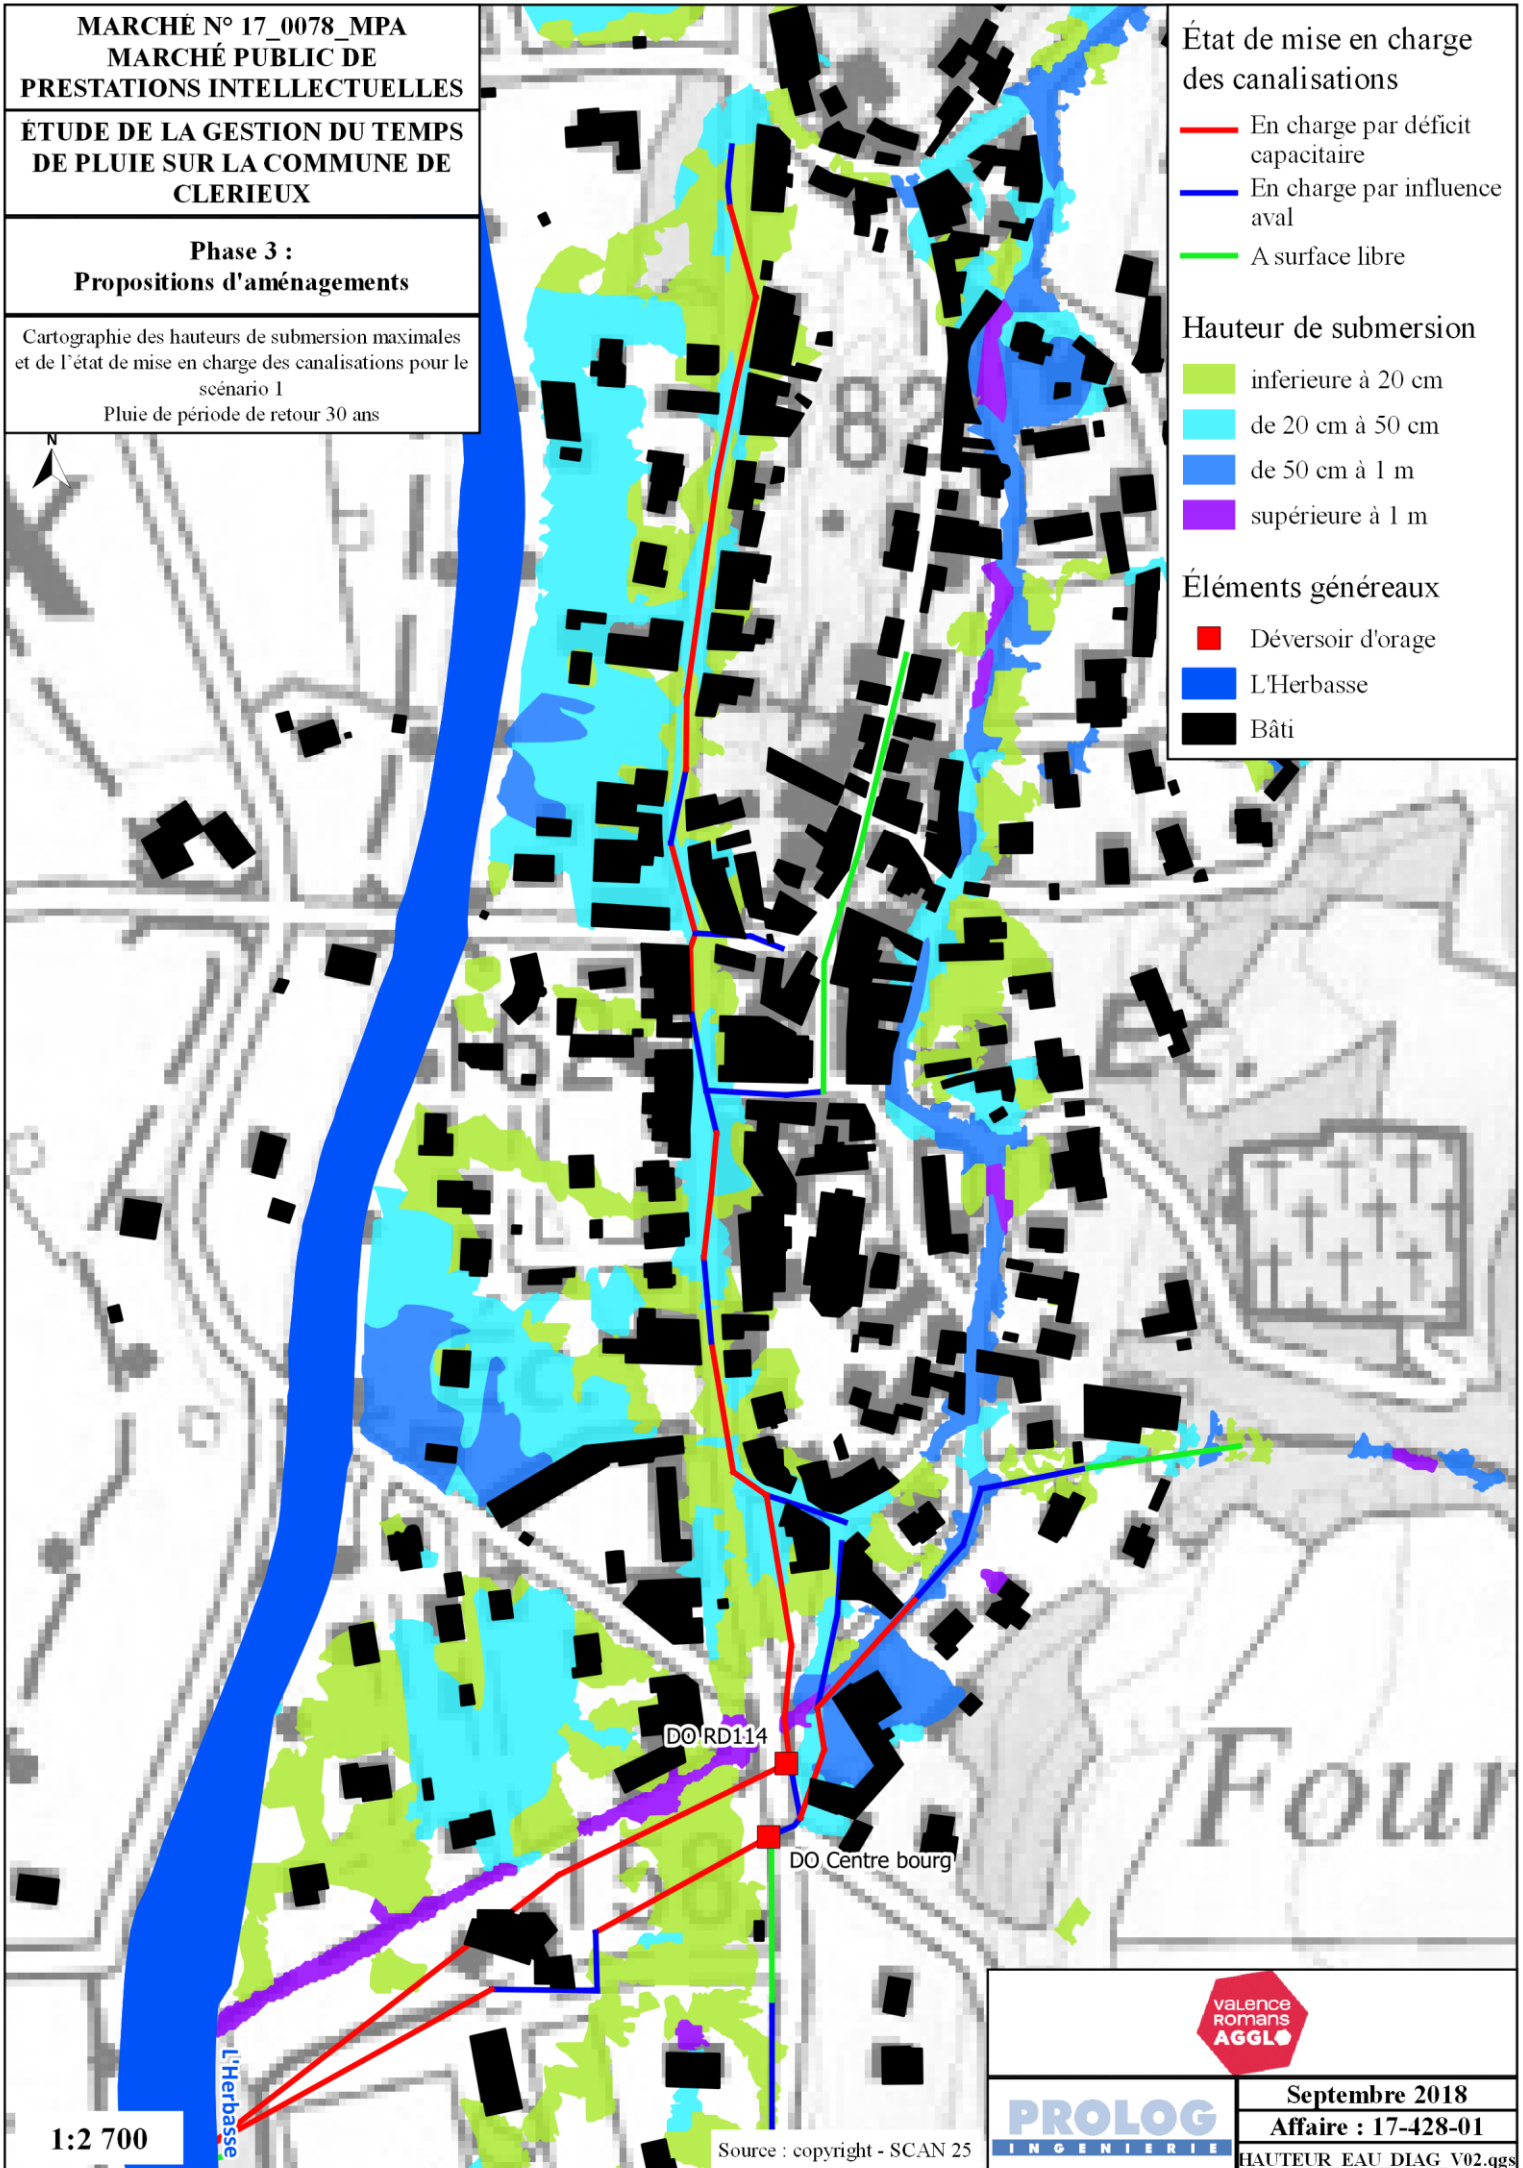 MARCHÉ N° 17_0078_MPA
MARCHÉ PUBLIC DE
PRESTATIONS INTELLECTUELLES
ÉTUDE DE LA GESTION DU TEMPS
DE PLUIE SUR LA COMMUNE DE
CLERIEUX
Phase 3 :
Propositions d'aménagements
Cartographie des hauteurs de submersion maximales
et de l'état de mise en charge des canalisations pour le
scénario 1
Pluie de période de retour 30 ans
N
État de mise en charge
des canalisations
En charge par déficit
capacitaire
En charge par influence
aval
A surface libre
Hauteur de submersion
inferieure à 20 cm
de 20 cm à 50 cm
de 50 cm à 1 m
supérieure à 1 m
Éléments généreaux
Déversoir d'orage
L'Herbasse
Bâti
82
DO RD114
DO Centre bourg
Four
L'Herbasse
1:2 700
Source : copyright - SCAN 25
valence
Romans
AGGLO
PROLOG
INGENIERIE
Septembre 2018
Affaire : 17-428-01
HAUTEUR_EAU_DIAG_V02.qgs